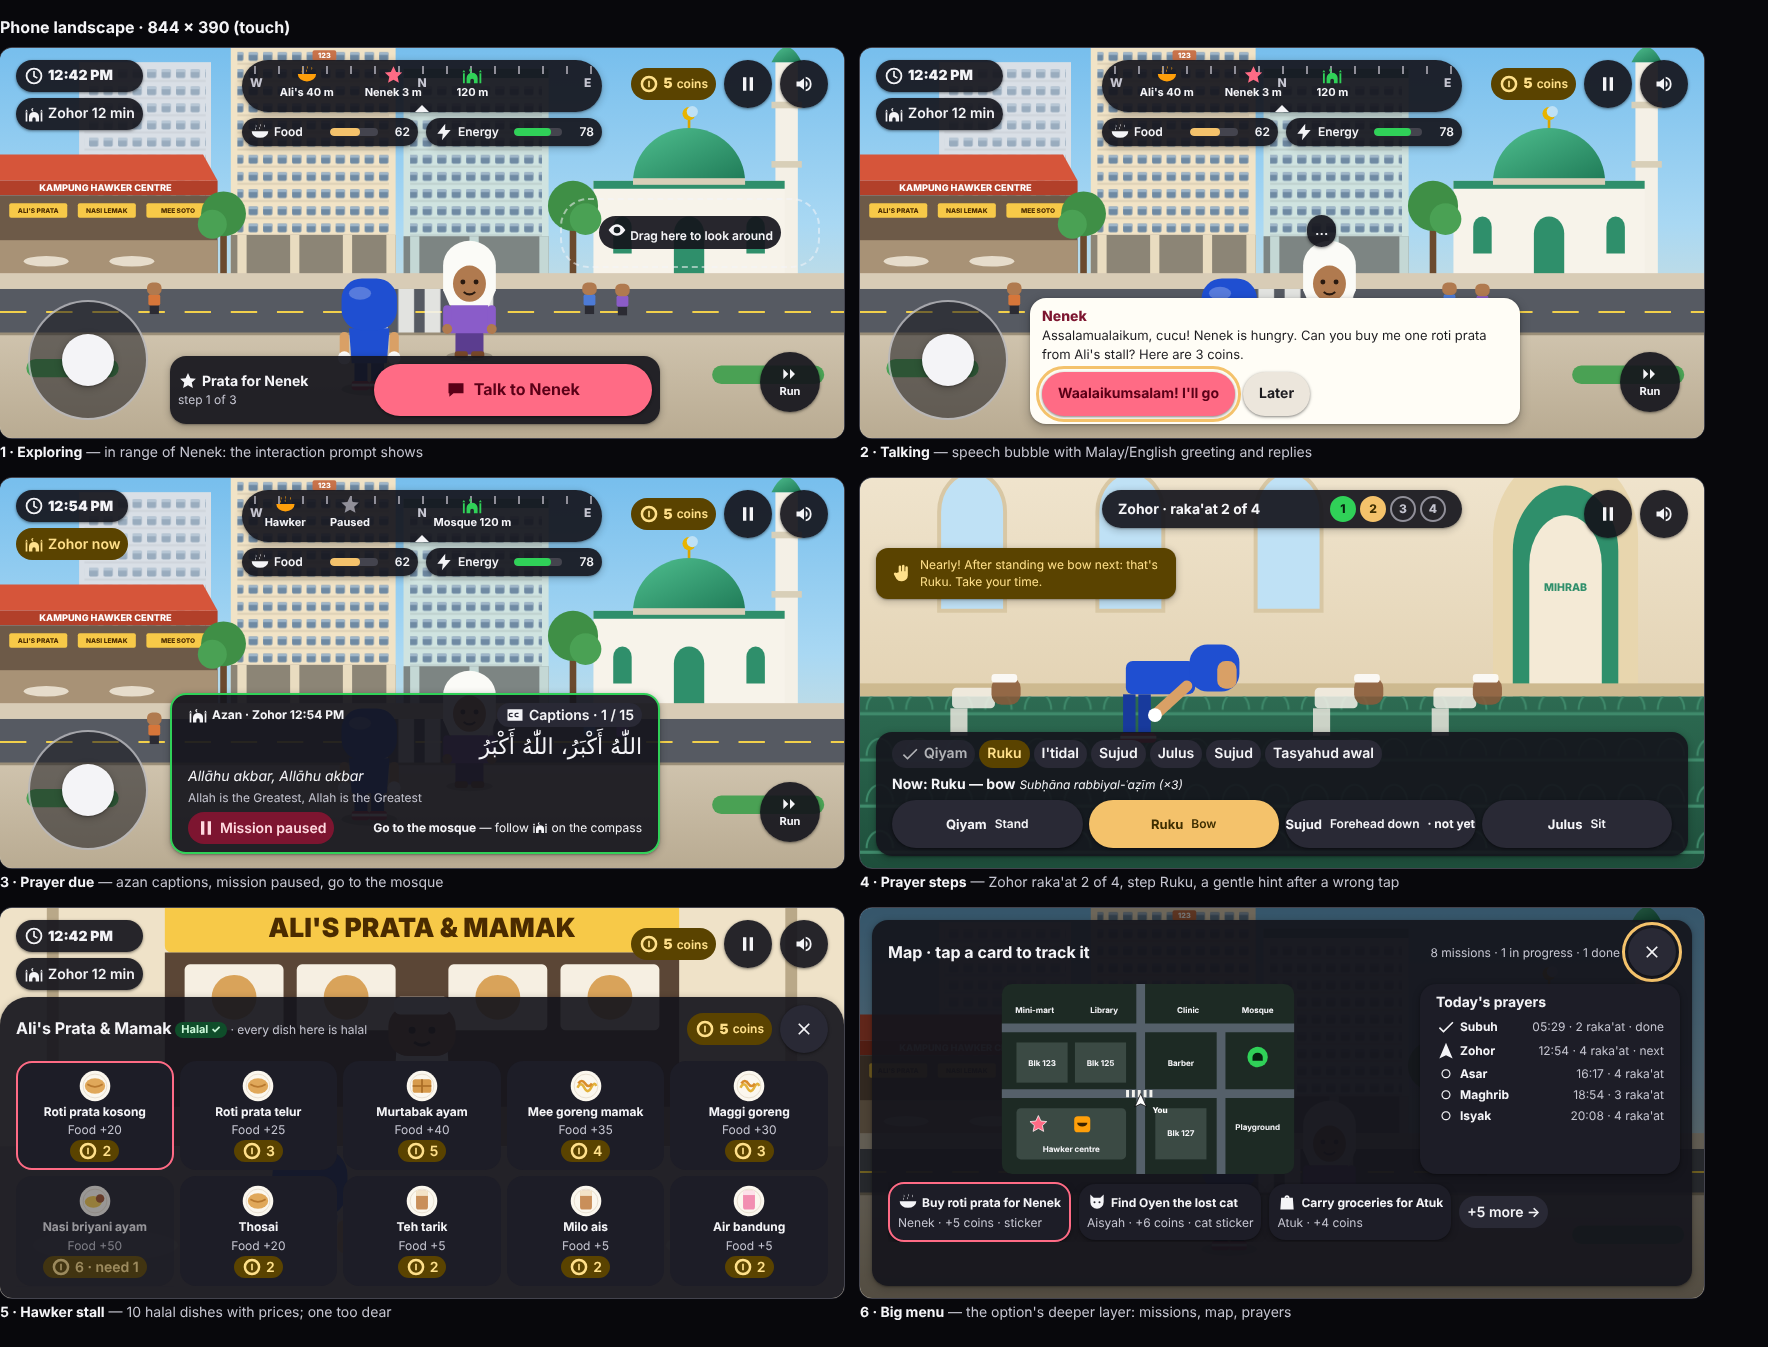 Phone landscape · 844 × 390 (touch)
12:42 PM
Zohor 12 min
123
W N E
Ali's 40 m Nenek 3 m 120 m
Food 62 Energy 78
5 coins
KAMPUNG HAWKER CENTRE
ALI'S PRATA NASI LEMAK MEE SOTO
Drag here to look around
Prata for Nenek
step 1 of 3
Talk to Nenek
Run
1 · Exploring — in range of Nenek: the interaction prompt shows
12:42 PM
Zohor 12 min
123
W N E
Ali's 40 m Nenek 3 m 120 m
Food 62 Energy 78
5 coins
KAMPUNG HAWKER CENTRE
ALI'S PRATA NASI LEMAK MEE SOTO
...
Nenek
Assalamualaikum, cucu! Nenek is hungry. Can you buy me one roti prata
from Ali's stall? Here are 3 coins.
Waalaikumsalam! I'll go Later
Run
2 · Talking — speech bubble with Malay/English greeting and replies
12:54 PM
Zohor now
123
W N E
Hawker Paused Mosque 120 m
Food 62 Energy 78
5 coins
KAMPUNG HAWKER CENTRE
ALI'S PRATA NASI LEMAK MEE SOTO
Azan · Zohor 12:54 PM
CC Captions · 1 / 15
اللّٰهُ أَكْبَرُ، اللّٰهُ أَكْبَرُ
Allāhu akbar, Allāhu akbar
Allah is the Greatest, Allah is the Greatest
Mission paused
Go to the mosque — follow on the compass
Run
3 · Prayer due — azan captions, mission paused, go to the mosque
Zohor · raka'at 2 of 4 1 2 3 4
Nearly! After standing we bow next: that's
Ruku. Take your time.
MIHRAB
Qiyam Ruku I'tidal Sujud Julus Sujud Tasyahud awal
Now: Ruku — bow Subḥāna rabbiyal-ʿaẓīm (×3)
Qiyam Stand
Ruku Bow
Sujud Forehead down · not yet
Julus Sit
4 · Prayer steps — Zohor raka'at 2 of 4, step Ruku, a gentle hint after a wrong tap
12:42 PM
Zohor 12 min
ALI'S PRATA & MAMAK
5 coins
Ali's Prata & Mamak Halal ✓ · every dish here is halal
5 coins
Roti prata kosong
Food +20
2
Roti prata telur
Food +25
3
Murtabak ayam
Food +40
5
Mee goreng mamak
Food +35
4
Maggi goreng
Food +30
3
Nasi briyani ayam
Food +50
6 · need 1
Thosai
Food +20
2
Teh tarik
Food +5
2
Milo ais
Food +5
2
Air bandung
Food +5
2
5 · Hawker stall — 10 halal dishes with prices; one too dear
123
Map · tap a card to track it
8 missions · 1 in progress · 1 done
Mini-mart Library Clinic Mosque
Blk 123 Blk 125 Barber
You
Blk 127 Playground
Hawker centre
Today's prayers
Subuh 05:29 · 2 raka'at · done
Zohor 12:54 · 4 raka'at · next
Asar 16:17 · 4 raka'at
Maghrib 18:54 · 3 raka'at
Isyak 20:08 · 4 raka'at
Buy roti prata for Nenek
Nenek · +5 coins · sticker
Find Oyen the lost cat
Aisyah · +6 coins · cat sticker
Carry groceries for Atuk
Atuk · +4 coins
+5 more →
6 · Big menu — the option's deeper layer: missions, map, prayers